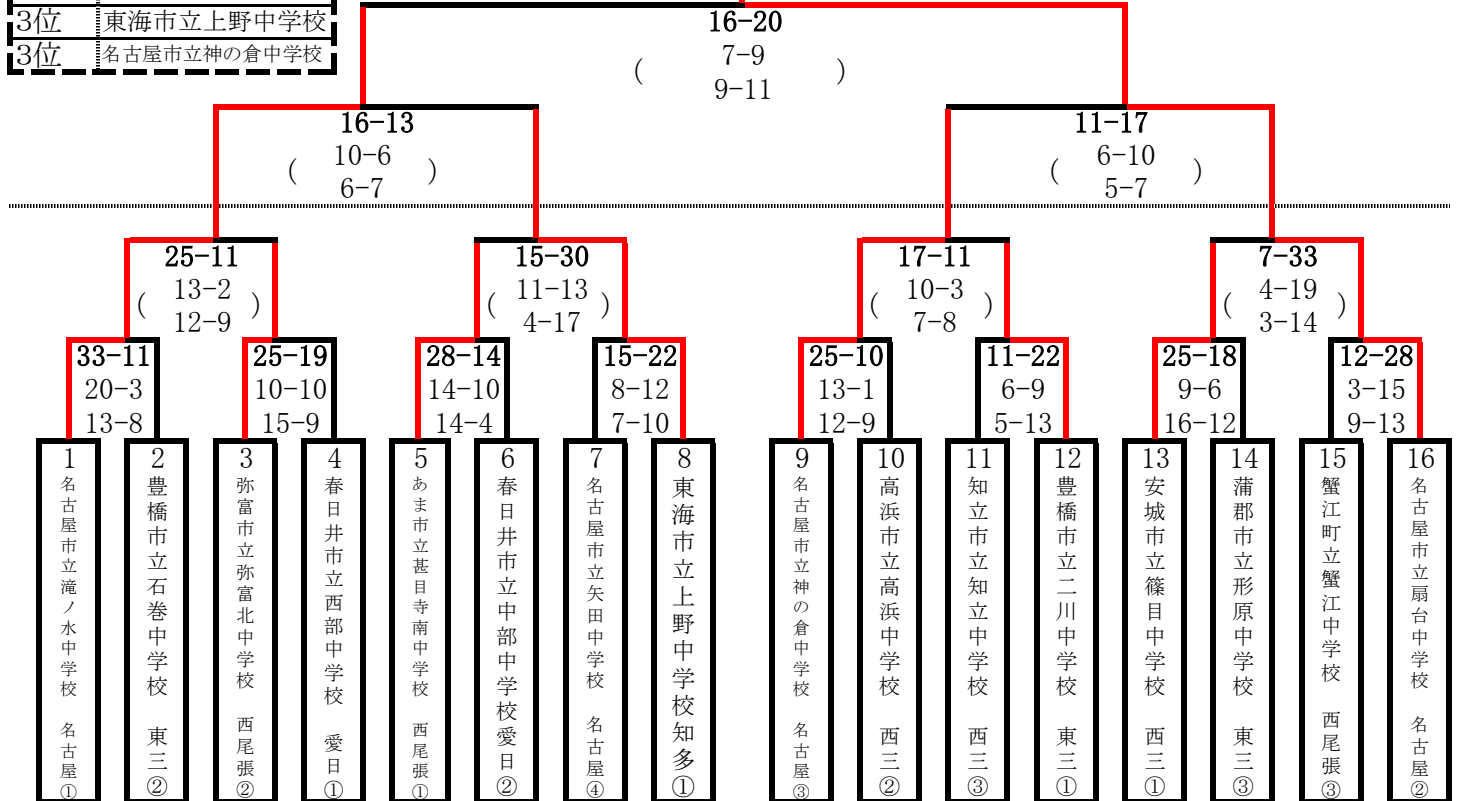 3位 東海市立上野中学校
3位 名古屋市立神の倉中学校
16-20
7-9
( )
9-11
16-13
10-6
( )
6-7
11-17
6-10
( )
5-7
25-11
13-2
( )
12-9
15-30
11-13
( )
4-17
17-11
10-3
( )
7-8
7-33
4-19
( )
3-14
33-11
20-3
13-8
25-19
10-10
15-9
28-14
14-10
14-4
15-22
8-12
7-10
25-10
13-1
12-9
11-22
6-9
5-13
25-18
9-6
16-12
12-28
3-15
9-13
1 名古屋市立滝ノ水中学校 名古屋①
2 豊橋市立石巻中学校 東三②
3 弥富市立弥富北中学校 西尾張②
4 春日井市立西部中学校 愛日①
5 あま市立甚目寺南中学校 西尾張①
6 春日井市立中部中学校愛日②
7 名古屋市立矢田中学校 名古屋④
8 東海市立上野中学校知多①
9 名古屋市立神の倉中学校 名古屋③
10 高浜市立高浜中学校 西三②
11 知立市立知立中学校 西三③
12 豊橋市立二川中学校 東三①
13 安城市立篠目中学校 西三①
14 蒲郡市立形原中学校 東三③
15 蟹江町立蟹江中学校 西尾張③
16 名古屋市立扇台中学校 名古屋②